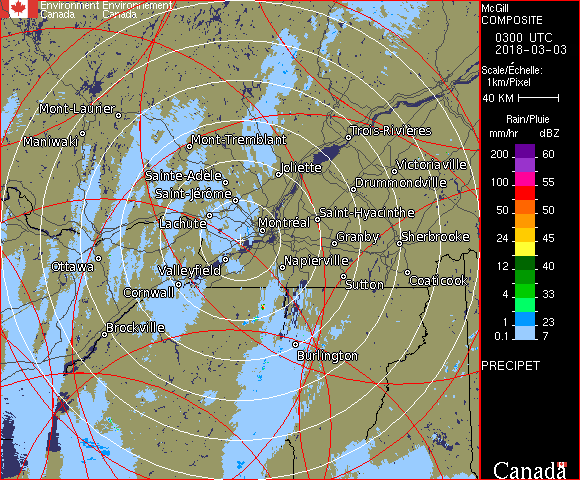 Environment Environnement
Canada Canada
McGill
COMPOSITE
0300 UTC
2018-03-03
Scale/Échelle:
1km/Pixel
40 KM
Rain/Pluie
mm/hr dBZ
200 60
55
100 55
50 50
24 45
12 40
4 33
1 23
0.1 7
PRECIPET
Canada
Mont-Laurier
Maniwaki
Mont-Tremblant
Trois-Rivières
Sainte-Adèle
Joliette
Victoriaville
Saint-Jérôme
Drummondville
Lachute
Montréal
Saint-Hyacinthe
Granby
Sherbrooke
Ottawa
Valleyfield
Napierville
Cornwall
Sutton
Coaticook
Brockville
Burlington